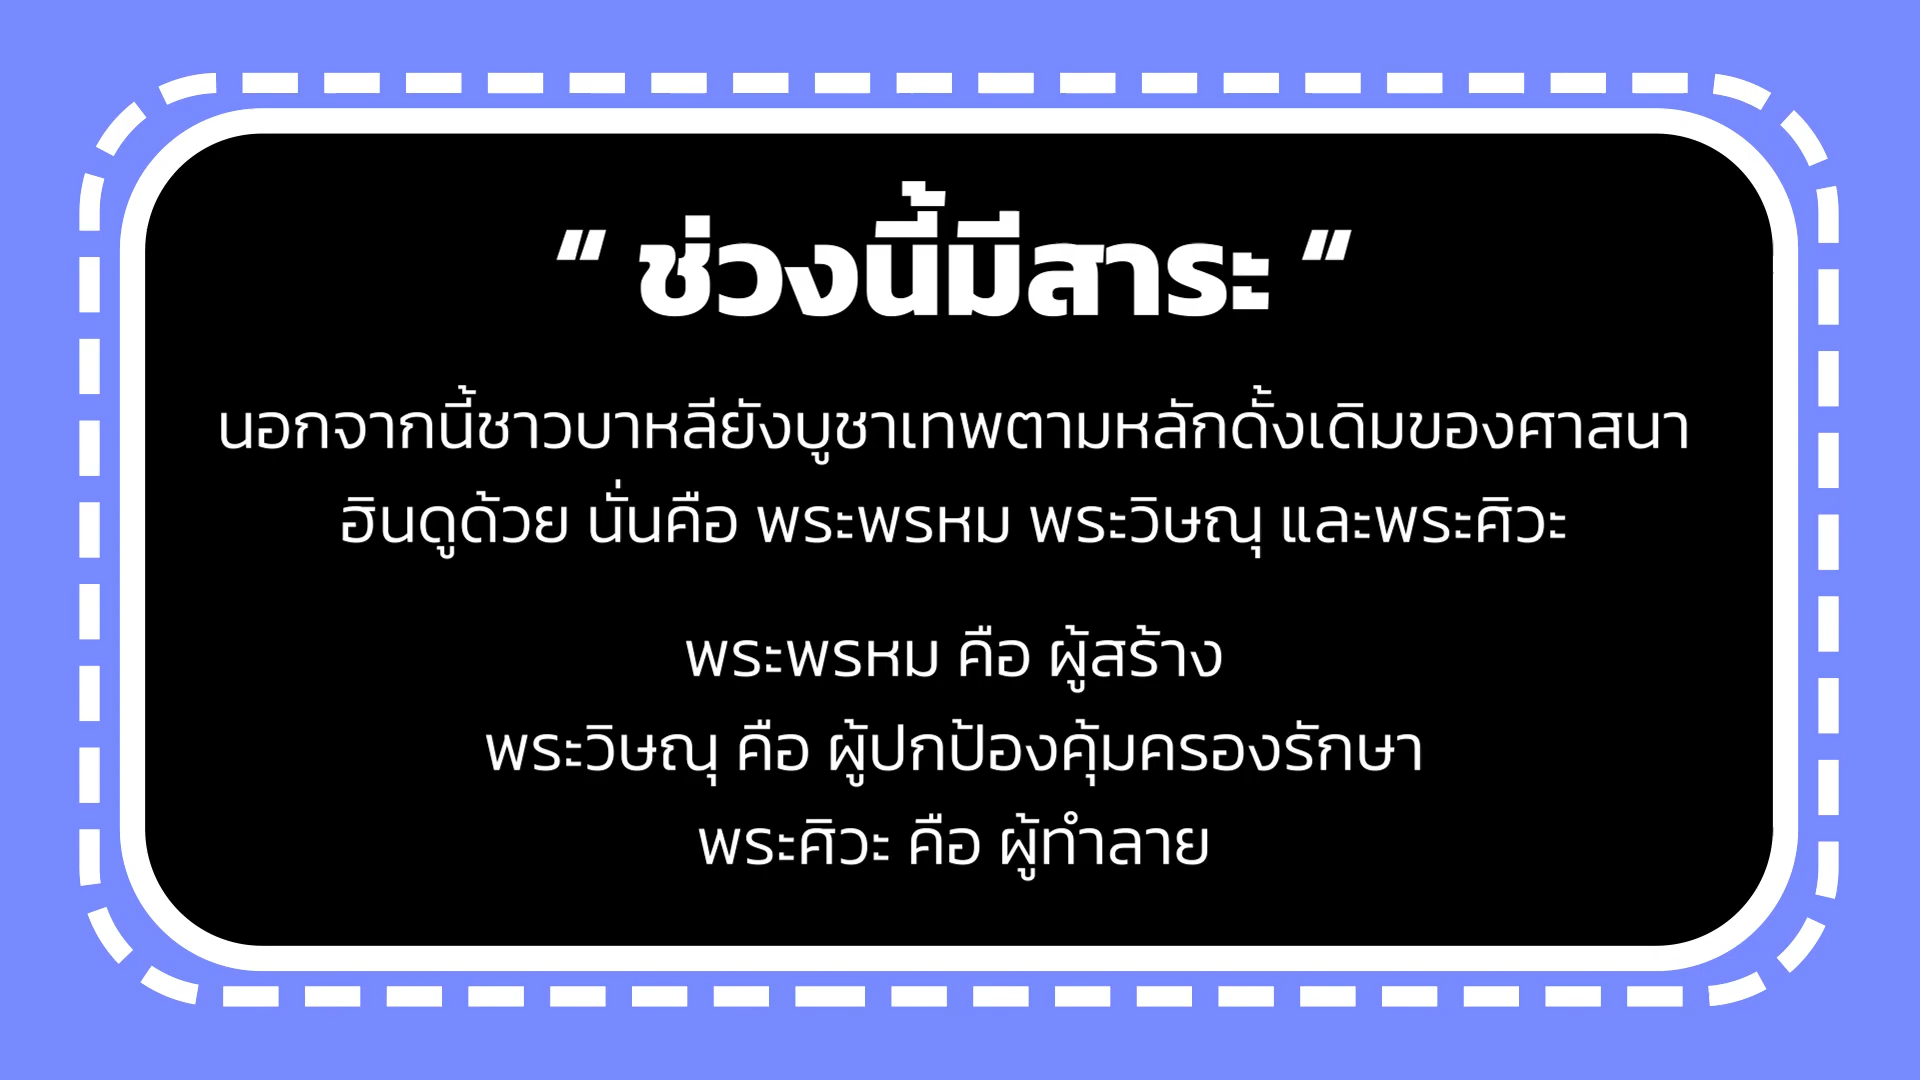 “ ช่วงนี้มีสาระ “
นอกจากนี้ชาวบาหลียังบูชาเทพตามหลักดั้งเดิมของศาสนา
ฮินดูด้วย นั่นคือ พระพรหม พระวิษณุ และพระศิวะ
พระพรหม คือ ผู้สร้าง
พระวิษณุ คือ ผู้ปกป้องคุ้มครองรักษา
พระศิวะ คือ ผู้ทำลาย